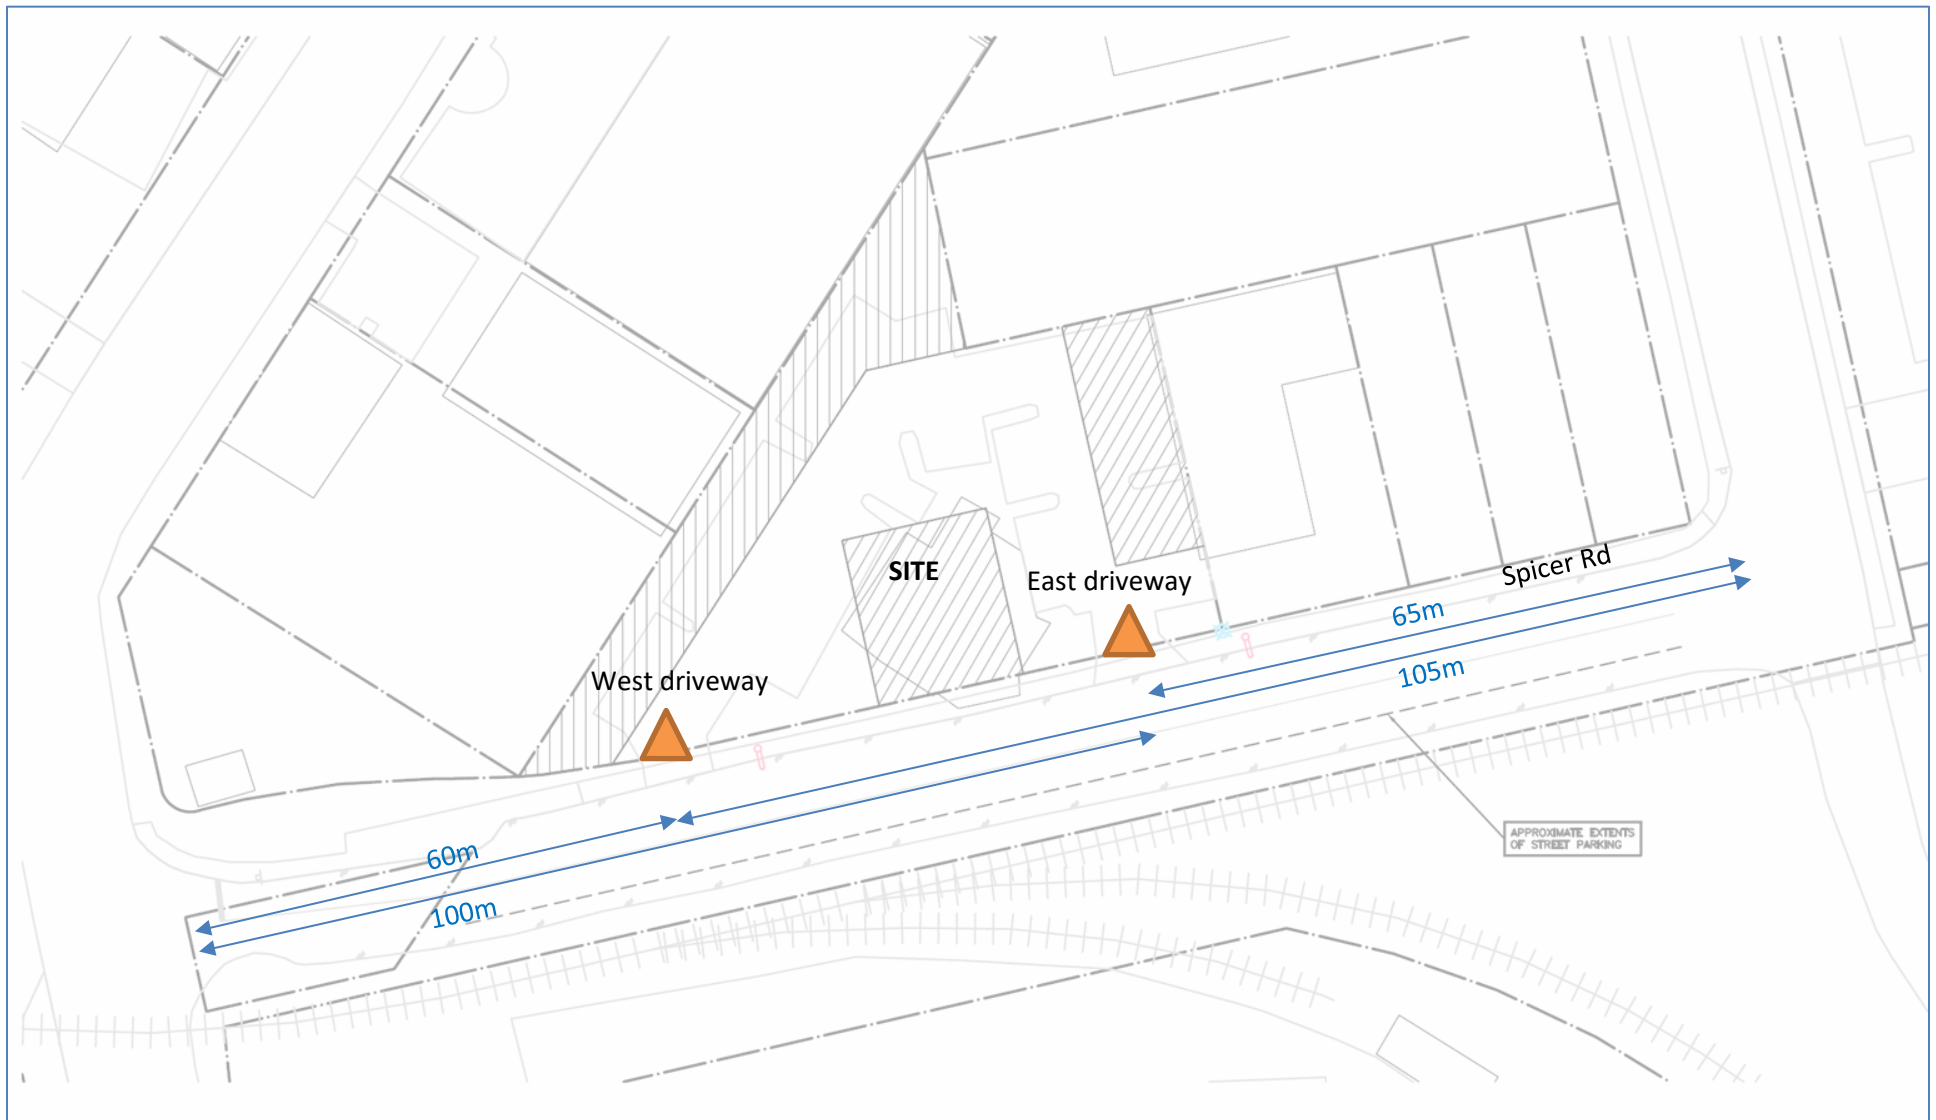 SITE
East driveway
Spicer Rd
65m
105m
West driveway
APPROXIMATE EXTENTS
OF STREET PARKING
60m
100m